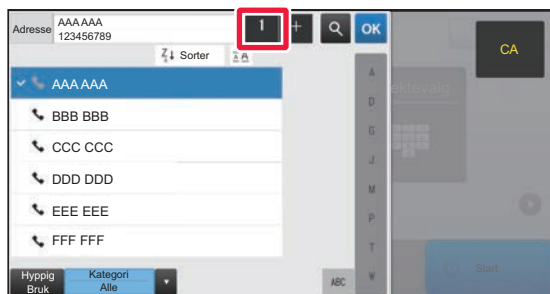 Adresse
AAA AAA
123456789
1
+
OK
CA
Sorter
AAA AAA
BBB BBB
CCC CCC
DDD DDD
EEE EEE
FFF FFF
A
D
G
J
M
P
T
W
ektevalg
Hyppig
Bruk
Kategori
Alle
ABC
Start